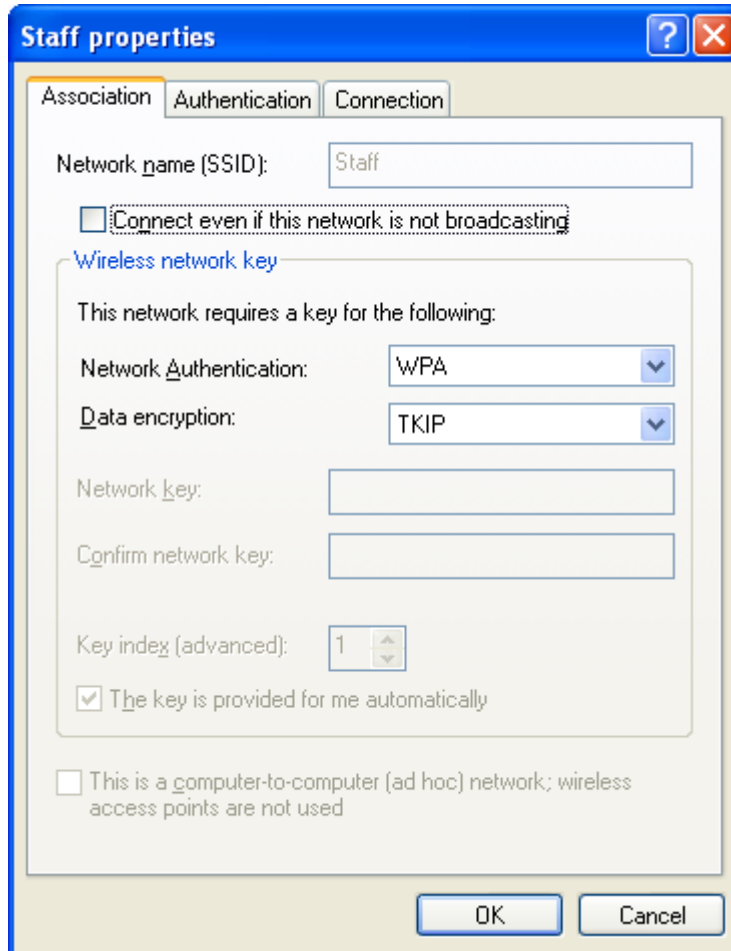 Staff properties
Association Authentication Connection
Network name (SSID): Staff
Connect even if this network is not broadcasting
Wireless network key
This network requires a key for the following:
Network Authentication: WPA
Data encryption: TKIP
Network key:
Confirm network key:
Key index (advanced): 1
The key is provided for me automatically
This is a computer-to-computer (ad hoc) network; wireless
access points are not used
OK Cancel